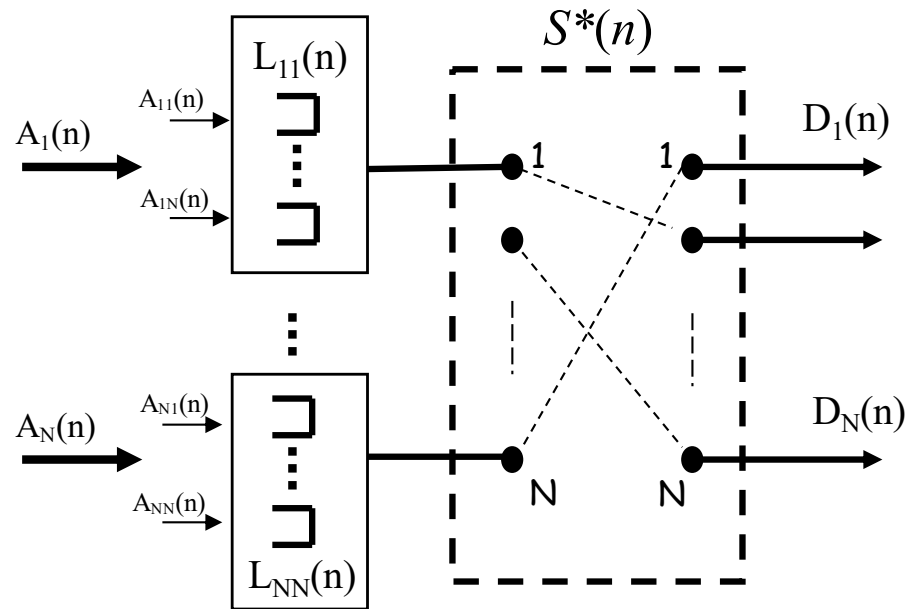 S*(n)
L11(n)
A11(n)
A1(n)
A1N(n)
1
1
D1(n)
AN1(n)
AN(n)
ANN(n)
LNN(n)
N
N
DN(n)